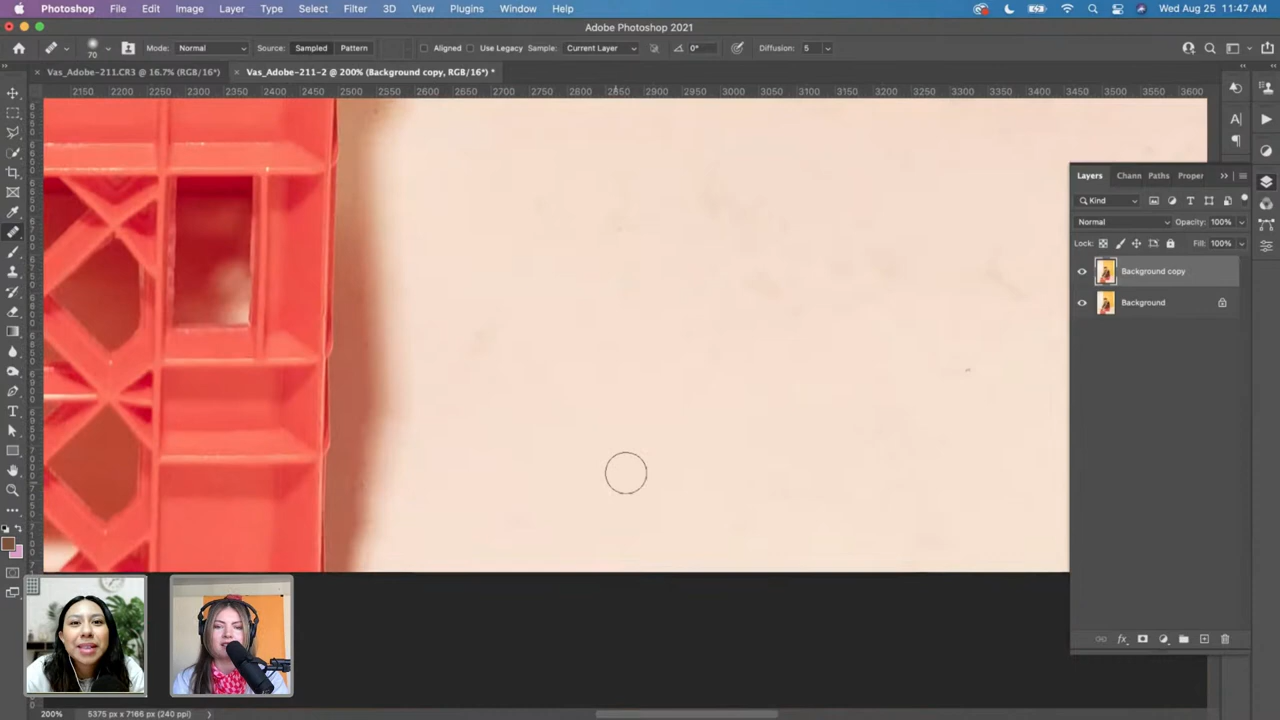 Photoshop File Edit Image Layer Type Select Filter 3D View Plugins Window Help Wed Aug 25 11:47 AM
Adobe Photoshop 2021
70 Mode: Normal Source: Sampled Pattern Aligned Use Legacy Sample: Current Layer 0° Diffusion: 5
Vas_Adobe-211.CR3 @ 16.7% (RGB/16*) Vas_Adobe-211-2 @ 200% (Background copy, RGB/16*) *
2150 2200 2250 2300 2350 2400 2450 2500 2550 2600 2650 2700 2750 2800 2850 2900 2950 3000 3050 3100 3150 3200 3250 3300 3350 3400 3450 3500 3550 3600
Layers Chann Paths Proper
Kind
Normal Opacity: 100%
Lock: Fill: 100%
Background copy
Background
fx
200% 5375 px x 7166 px (240 ppi)